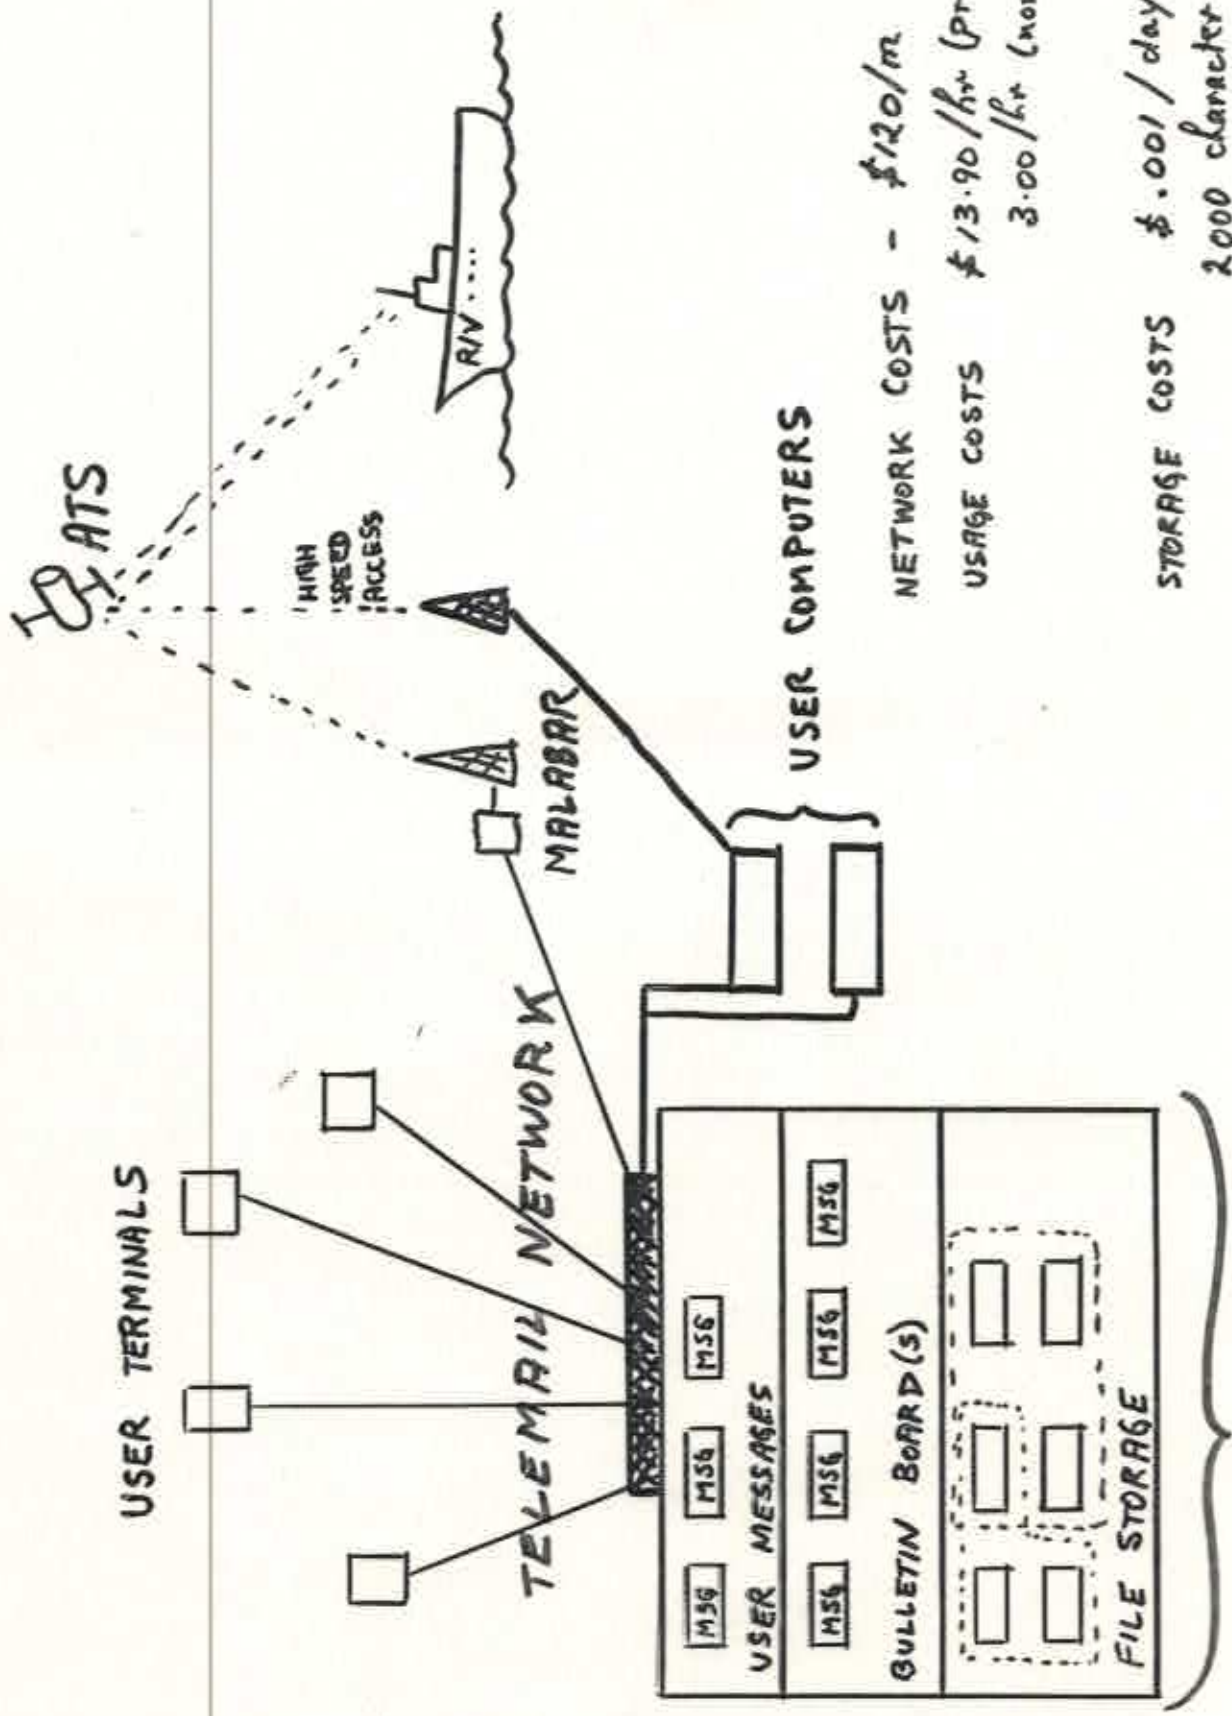 ATS
USER TERMINALS
HIGH
SPEED
ACCESS
R/V ....
TELEMAIL NETWORK
MALABAR
MSG MSG MSG
USER MESSAGES
MSG MSG MSG MSG
BULLETIN BOARD(S)
FILE STORAGE
USER COMPUTERS
NETWORK COSTS - $120/m
USAGE COSTS $13.90/hr (pr
3.00/hr (nor
STORAGE COSTS $.001/day
2000 character